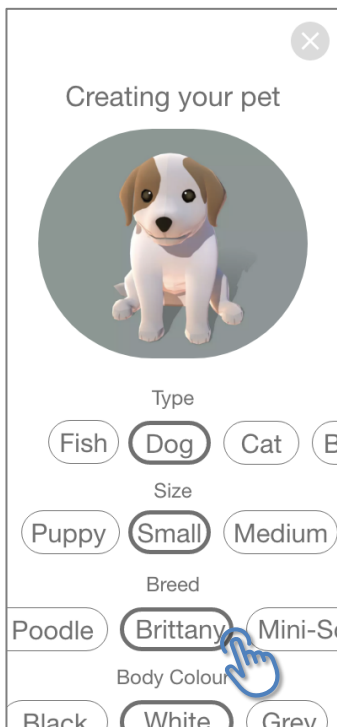 Creating your pet
Type
Fish Dog Cat B
Size
Puppy Small Medium
Breed
Poodle Brittany Mini-S
Body Colour
Black White Grey